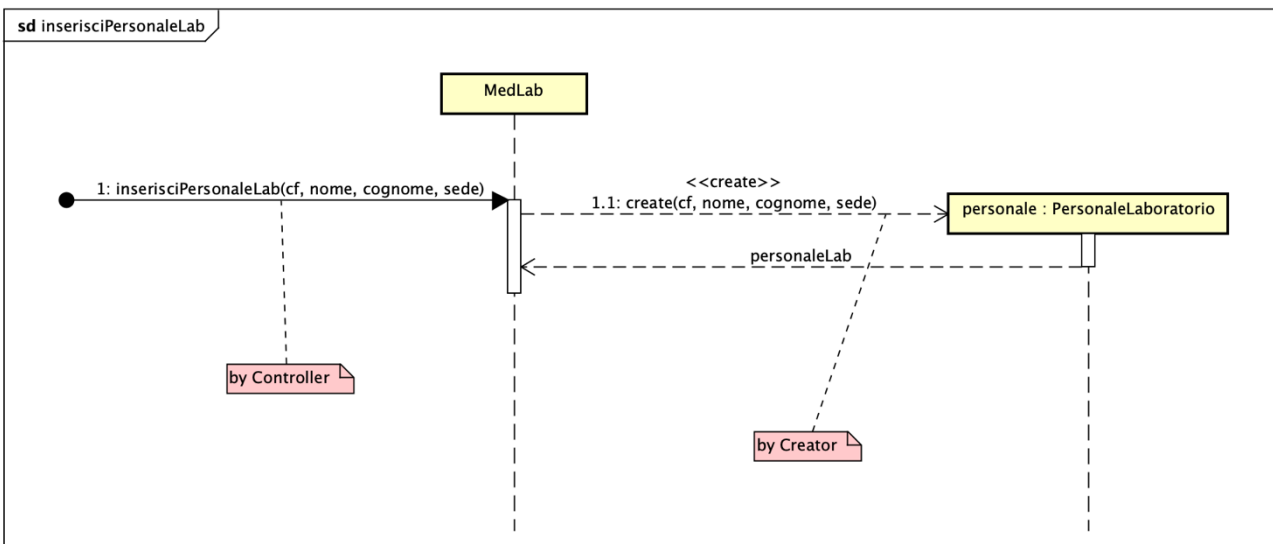 sd inserisciPersonaleLab
MedLab
1: inserisciPersonaleLab(cf, nome, cognome, sede)
<<create>>
1.1: create(cf, nome, cognome, sede)
personale : PersonaleLaboratorio
personaleLab
by Controller
by Creator